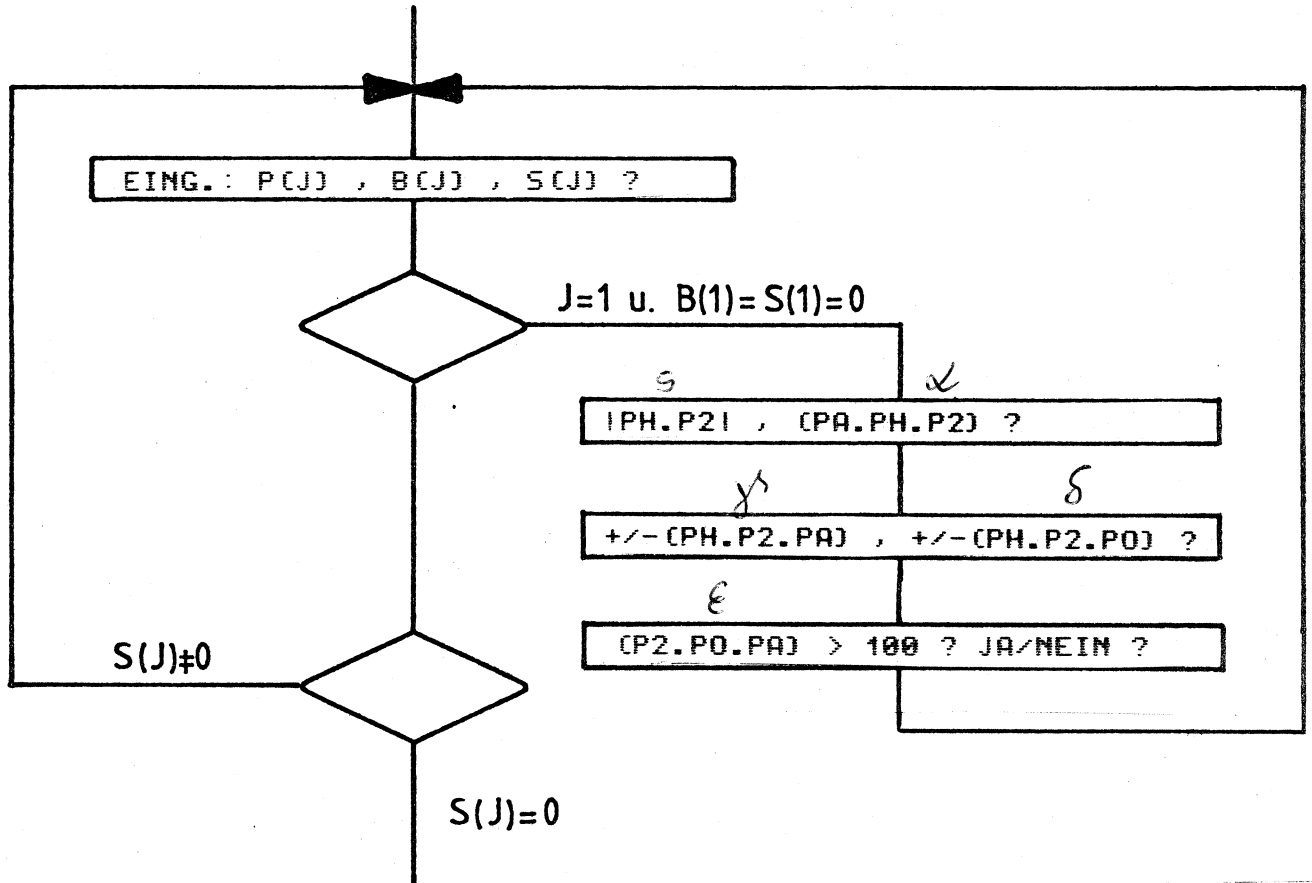 EING.: P(J) , B(J) , S(J) ?
J=1 u. B(1)=S(1)=0
s α
|PH.P2| , (PA.PH.P2) ?
γ δ
+/-(PH.P2.PA) , +/-(PH.P2.PO) ?
ε
(P2.PO.PA) > 100 ? JA/NEIN ?
S(J)≠0
S(J)=0